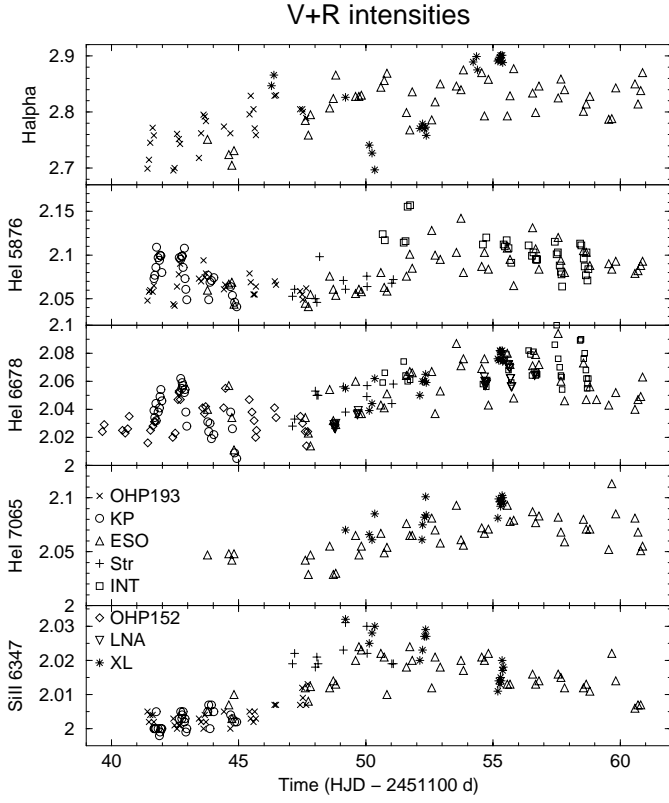 V+R intensities
Halpha
2.9
2.8
2.7
HeI 5876
2.15
2.1
2.05
2.1
HeI 6678
2.08
2.06
2.04
2.02
2
HeI 7065
2.1
2.05
2
OHP193
KP
ESO
Str
INT
SiII 6347
2.03
2.02
2.01
2
OHP152
LNA
XL
40 45 50 55 60
Time (HJD − 2451100 d)